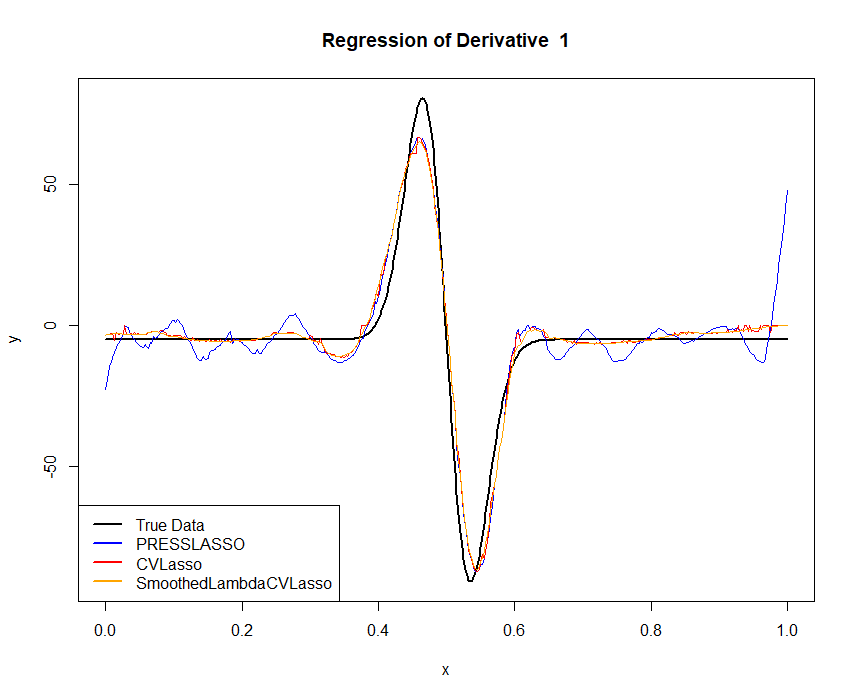 Regression of Derivative 1
y
50
0
-50
True Data
PRESSLASSO
CVLasso
SmoothedLambdaCVLasso
0.0 0.2 0.4 0.6 0.8 1.0
x